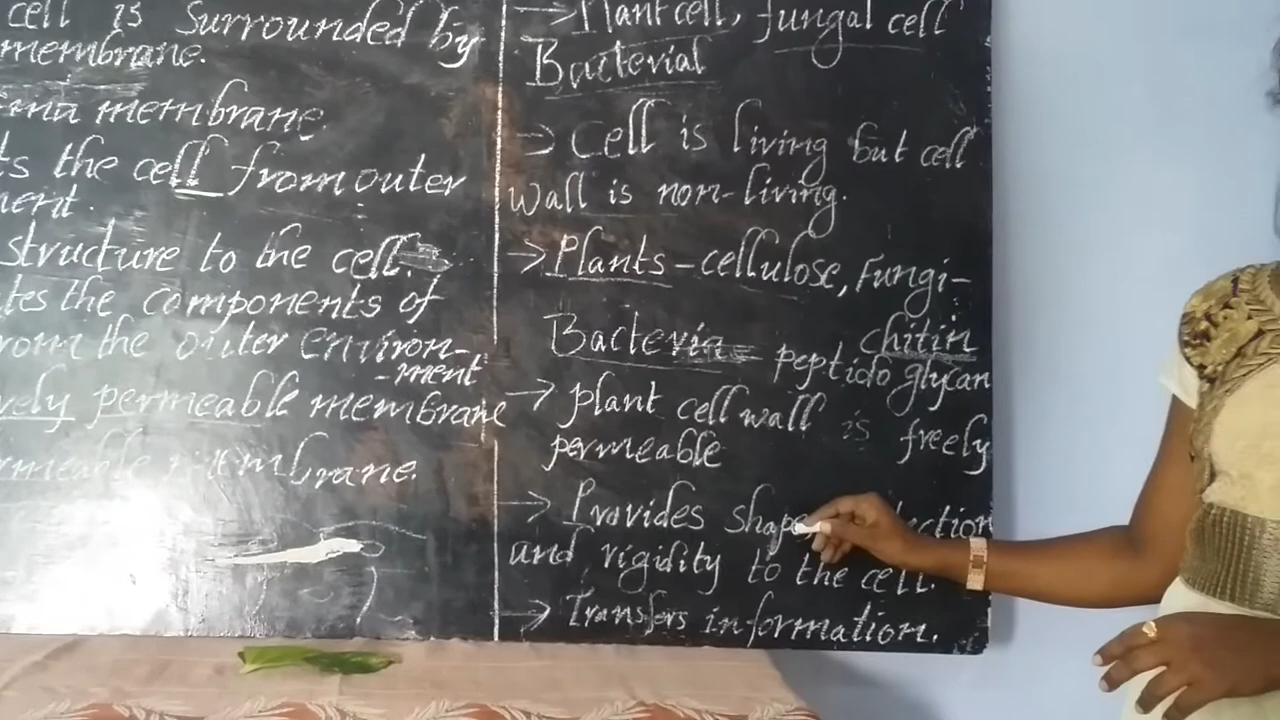 cell is Surrounded by
membrane.
ma membrane.
ts the cell from outer
ment.
structure to the cell.
tes the components of
rom the outer environ-
-ment
vely permeable membrane
rmeable membrane.
→ Plant cell, fungal cell
Bacterial
→ Cell is living but cell
wall is non-living.
→ Plants - cellulose, Fungi-
chitin
Bacteria - peptido glycan
→ plant cell wall is freely
permeable
→ Provides shape, ection
and rigidity to the cell.
→ Transfers information.